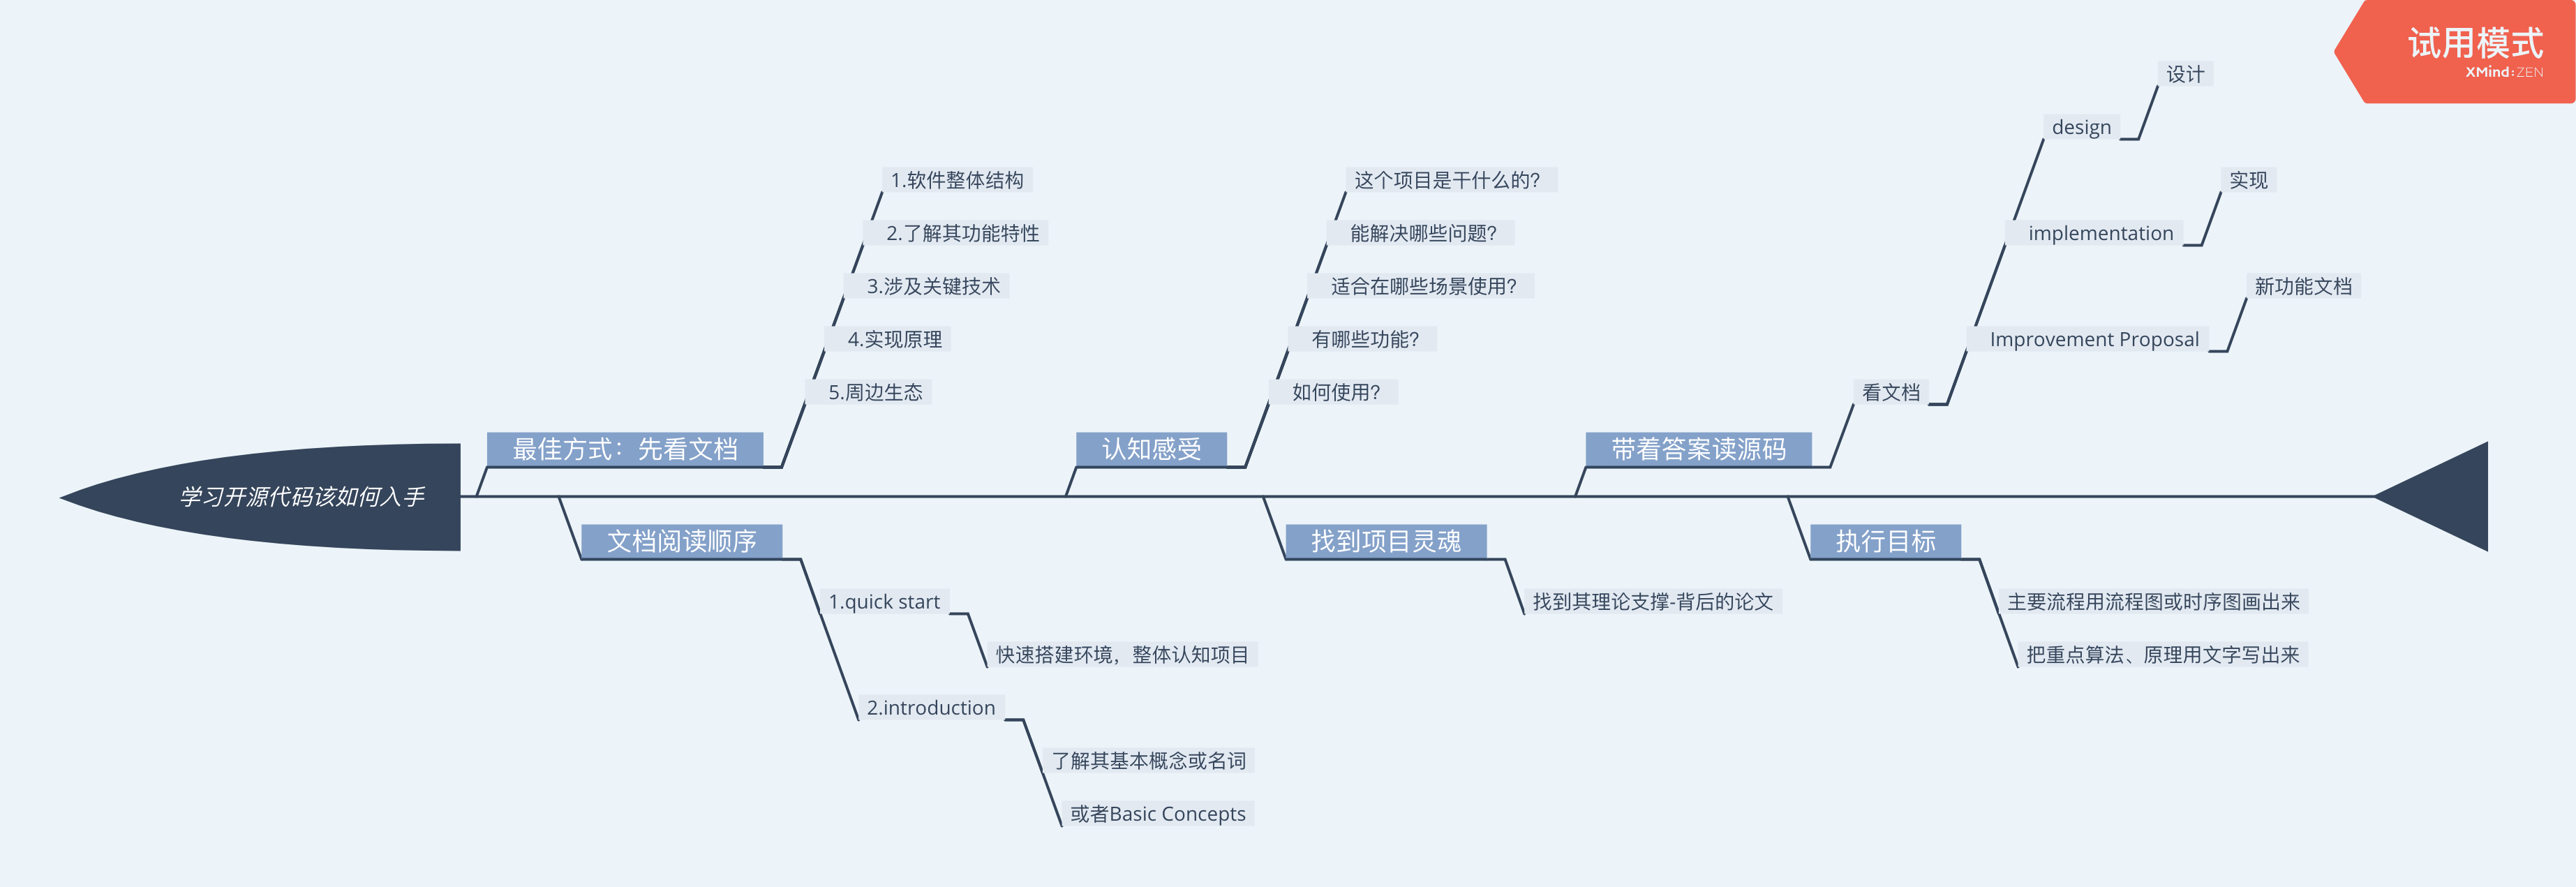 试用模式
XMind:ZEN
学习开源代码该如何入手
最佳方式：先看文档
1.软件整体结构
2.了解其功能特性
3.涉及关键技术
4.实现原理
5.周边生态
文档阅读顺序
1.quick start
快速搭建环境，整体认知项目
2.introduction
了解其基本概念或名词
或者Basic Concepts
认知感受
这个项目是干什么的？
能解决哪些问题？
适合在哪些场景使用？
有哪些功能？
如何使用？
找到项目灵魂
找到其理论支撑-背后的论文
带着答案读源码
看文档
design
设计
implementation
实现
Improvement Proposal
新功能文档
执行目标
主要流程用流程图或时序图画出来
把重点算法、原理用文字写出来